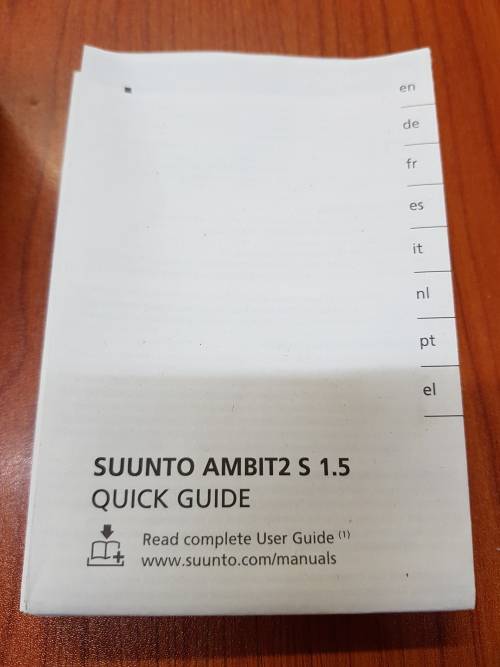 en
de
fr
es
it
nl
pt
el
SUUNTO AMBIT2 S 1.5
QUICK GUIDE
Read complete User Guide (1)
www.suunto.com/manuals